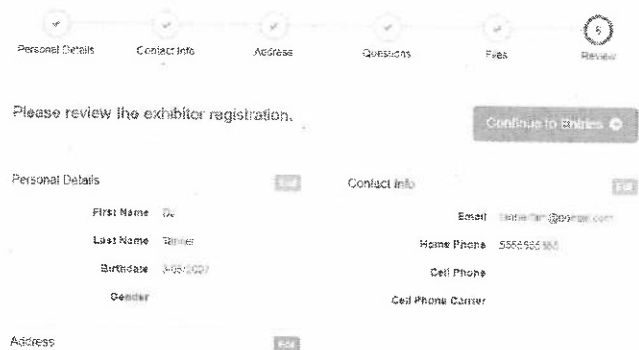 Personal Details
Contact Info
Address
Questions
Files
6
Review
Please review the exhibitor registration.
Continue to Entries
Personal Details
Edit
Contact Info
Edit
First Name
Last Name Tanner
Birthdate
Gender
Email
Home Phone
Cell Phone
Cell Phone Carrier
Address
Edit